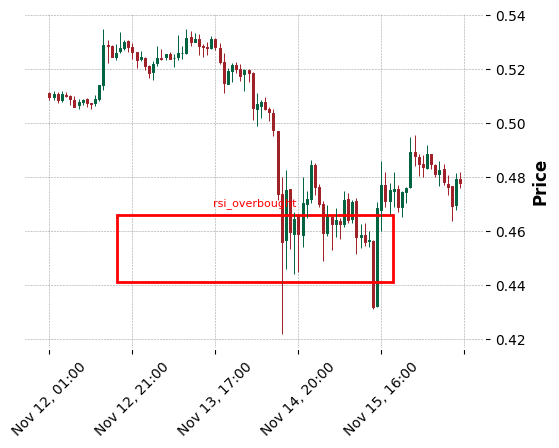 0.54
0.52
0.50
0.48
0.46
0.44
0.42
Price
rsi_overbought
Nov 12, 01:00
Nov 12, 21:00
Nov 13, 17:00
Nov 14, 20:00
Nov 15, 16:00